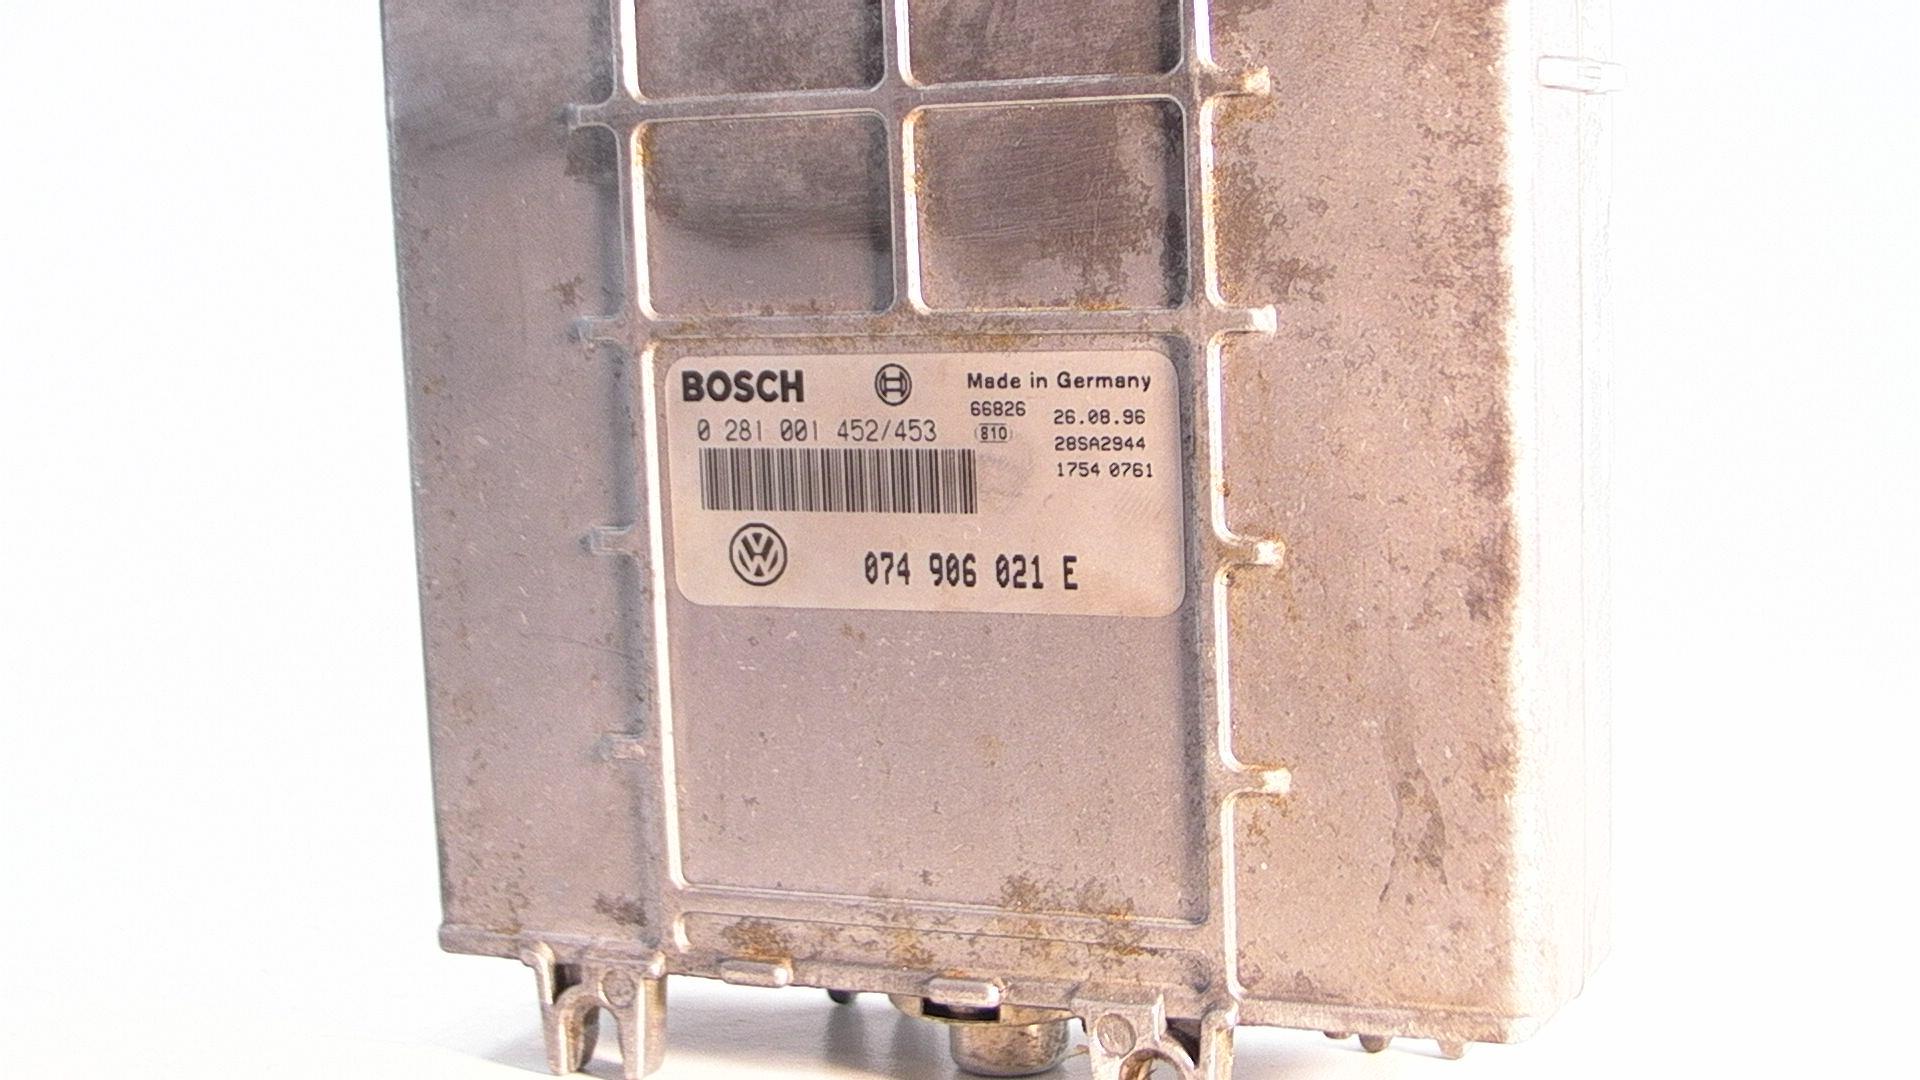 BOSCH
Made in Germany
66826 26.08.96
0 281 001 452/453
810 28SA2944
1754 0761
VW
074 906 021 E